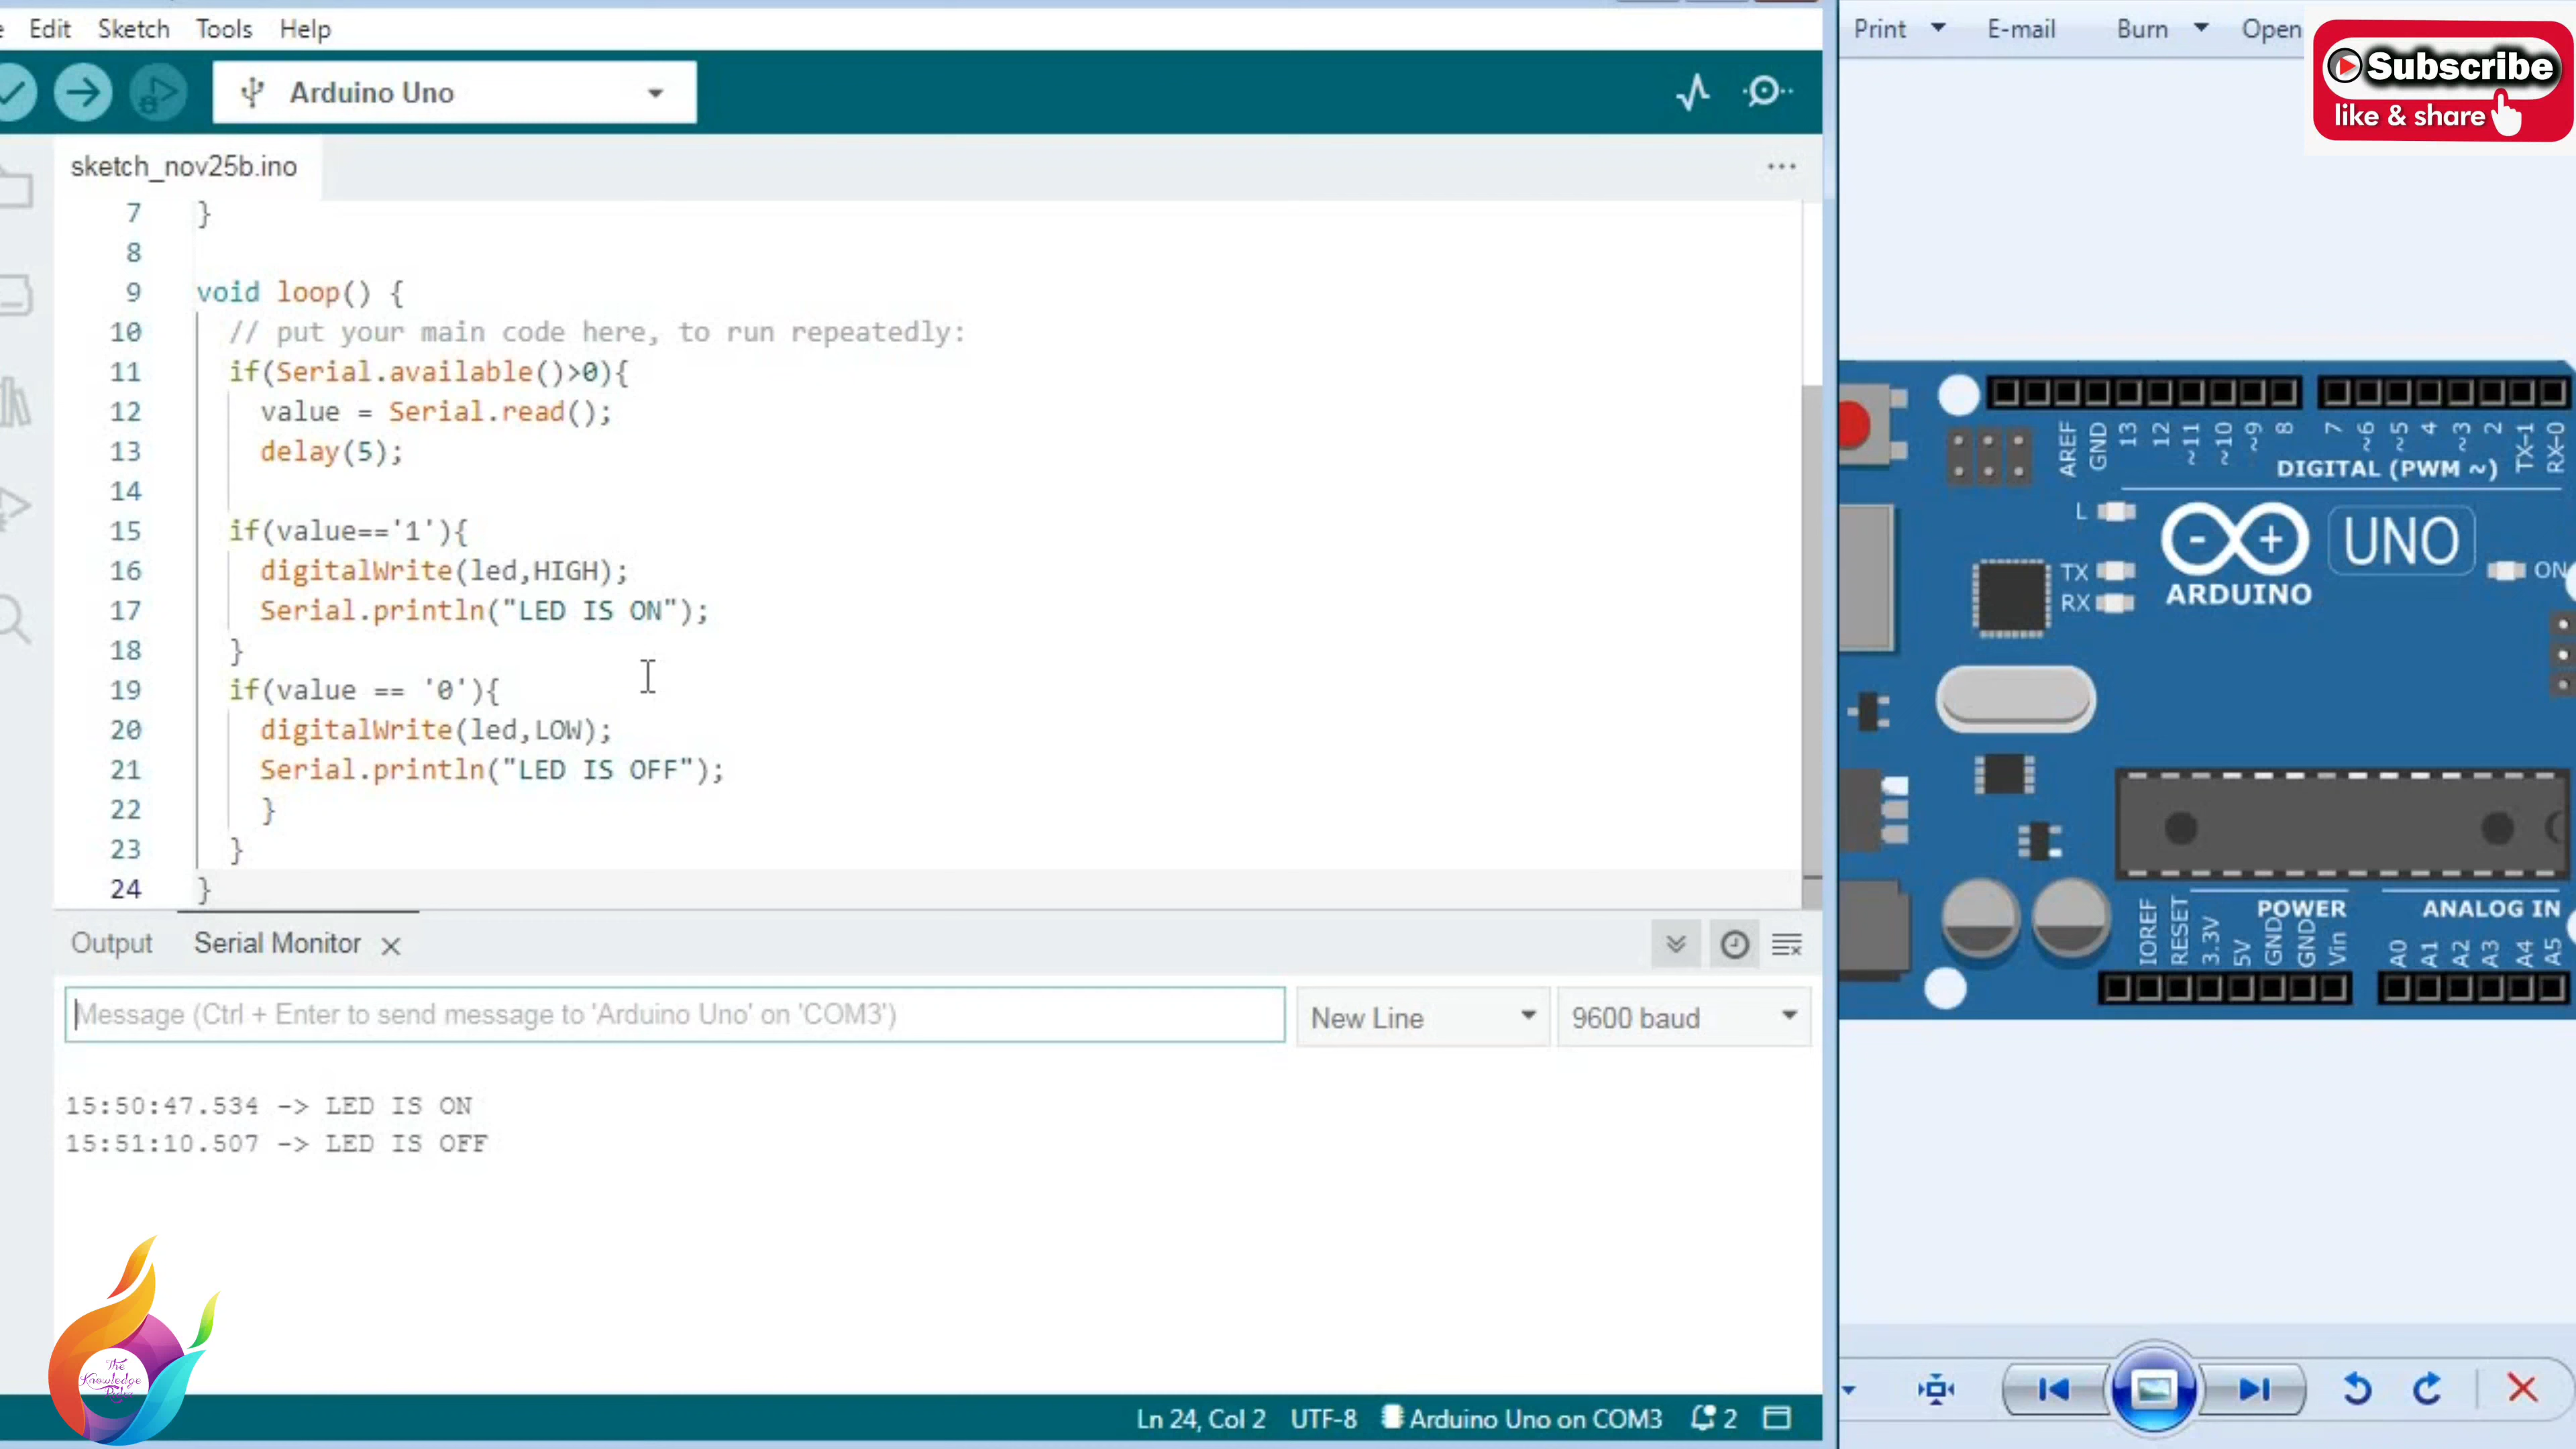 Edit Sketch Tools Help
Arduino Uno
sketch_nov25b.ino
7 }
8
9 void loop() {
10 // put your main code here, to run repeatedly:
11 if(Serial.available()>0){
12 value = Serial.read();
13 delay(5);
14
15 if(value=='1'){
16 digitalWrite(led,HIGH);
17 Serial.println("LED IS ON");
18 }
19 if(value == '0'){
20 digitalWrite(led,LOW);
21 Serial.println("LED IS OFF");
22 }
23 }
24 }
Output Serial Monitor
Message (Ctrl + Enter to send message to 'Arduino Uno' on 'COM3')
New Line
9600 baud
15:50:47.534 -> LED IS ON
15:51:10.507 -> LED IS OFF
Ln 24, Col 2 UTF-8 Arduino Uno on COM3 2
The
Knowledge
Print E-mail Burn Open
Subscribe
like & share
AREF GND 13 12 ~11 ~10 ~9 8 7 ~6 ~5 4 ~3 2 TX-1 RX-0
DIGITAL (PWM ~)
L
TX
RX
ARDUINO
UNO
ON
POWER
ANALOG IN
IOREF RESET 3.3V 5V GND GND Vin A0 A1 A2 A3 A4 A5